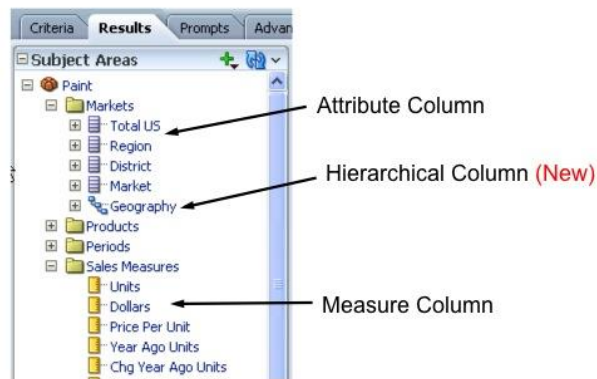 Criteria Results Prompts Advan
Subject Areas
Paint
Markets
Total US
Attribute Column
Region
District
Market
Hierarchical Column (New)
Geography
Products
Periods
Sales Measures
Units
Dollars
Measure Column
Price Per Unit
Year Ago Units
Chg Year Ago Units